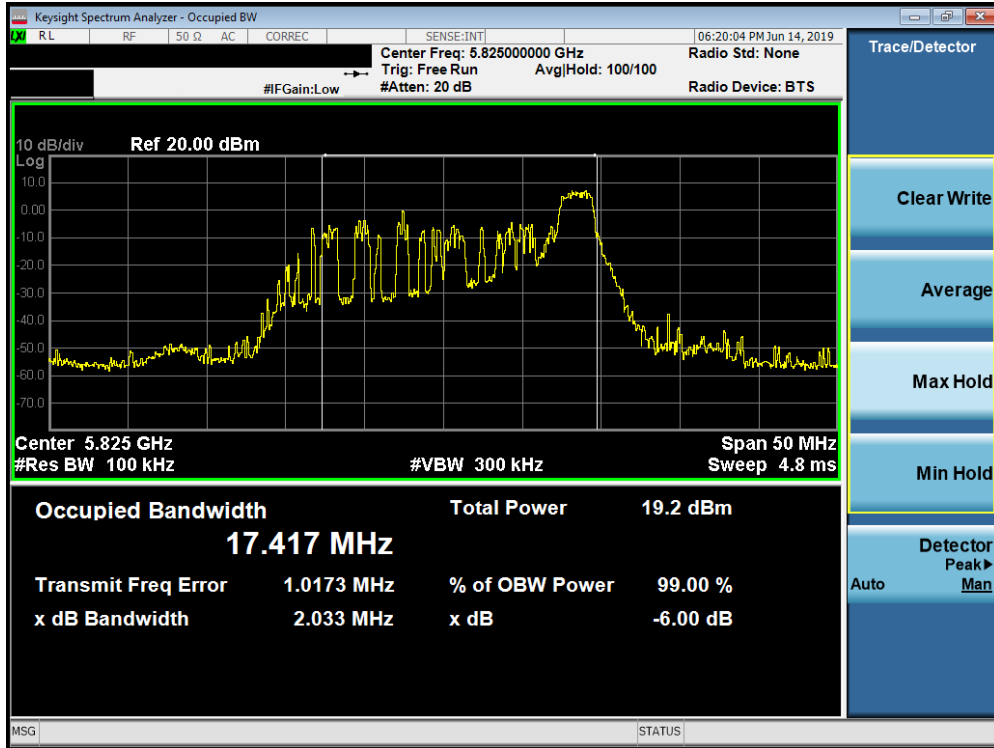 Keysight Spectrum Analyzer - Occupied BW
LXI RL RF 50 Ω AC CORREC SENSE:INT 06:20:04 PM Jun 14, 2019
Center Freq: 5.825000000 GHz Radio Std: None
Trig: Free Run Avg|Hold: 100/100
#IFGain:Low #Atten: 20 dB Radio Device: BTS
Trace/Detector
10 dB/div Ref 20.00 dBm
Log
10.0
0.00
-10.0
-20.0
-30.0
-40.0
-50.0
-60.0
-70.0
Center 5.825 GHz Span 50 MHz
#Res BW 100 kHz #VBW 300 kHz Sweep 4.8 ms
Occupied Bandwidth Total Power 19.2 dBm
17.417 MHz
Transmit Freq Error 1.0173 MHz % of OBW Power 99.00 %
x dB Bandwidth 2.033 MHz x dB -6.00 dB
Clear Write
Average
Max Hold
Min Hold
Detector
Peak▶
Auto Man
MSG STATUS